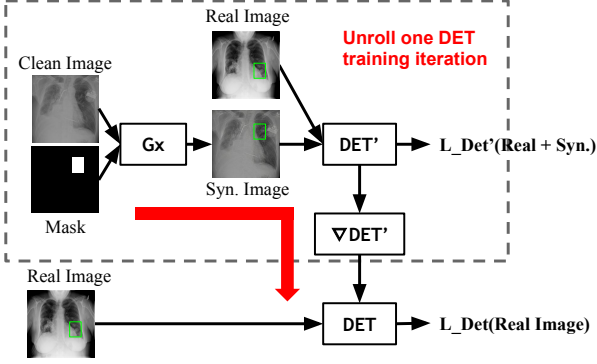 Real Image
Unroll one DET
training iteration
Clean Image
Gx
DET'
L_Det'(Real + Syn.)
Syn. Image
Mask
∇DET'
Real Image
DET
L_Det(Real Image)